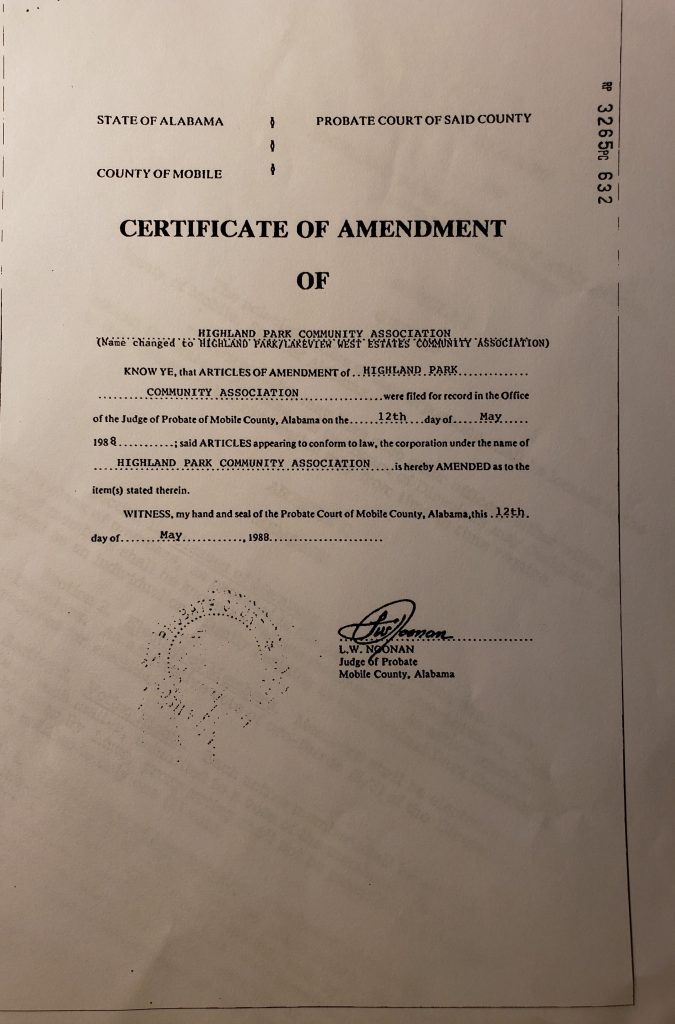 RP 3265 PG 632
STATE OF ALABAMA § PROBATE COURT OF SAID COUNTY
§
COUNTY OF MOBILE §
CERTIFICATE OF AMENDMENT
OF
HIGHLAND PARK COMMUNITY ASSOCIATION
(Name changed to HIGHLAND PARK/LAKEVIEW WEST ESTATES COMMUNITY ASSOCIATION)
KNOW YE, that ARTICLES OF AMENDMENT of..HIGHLAND PARK.............
..........COMMUNITY ASSOCIATION.................were filed for record in the Office
of the Judge of Probate of Mobile County, Alabama on the......12th...day of.....May......
1988...........; said ARTICLES appearing to conform to law, the corporation under the name of
....HIGHLAND PARK COMMUNITY ASSOCIATION.....is hereby AMENDED as to the
item(s) stated therein.
WITNESS, my hand and seal of the Probate Court of Mobile County, Alabama,this .12th.
day of........May............, 1988.......................
LW Noonan
L.W. NOONAN
Judge of Probate
Mobile County, Alabama
PROBATE